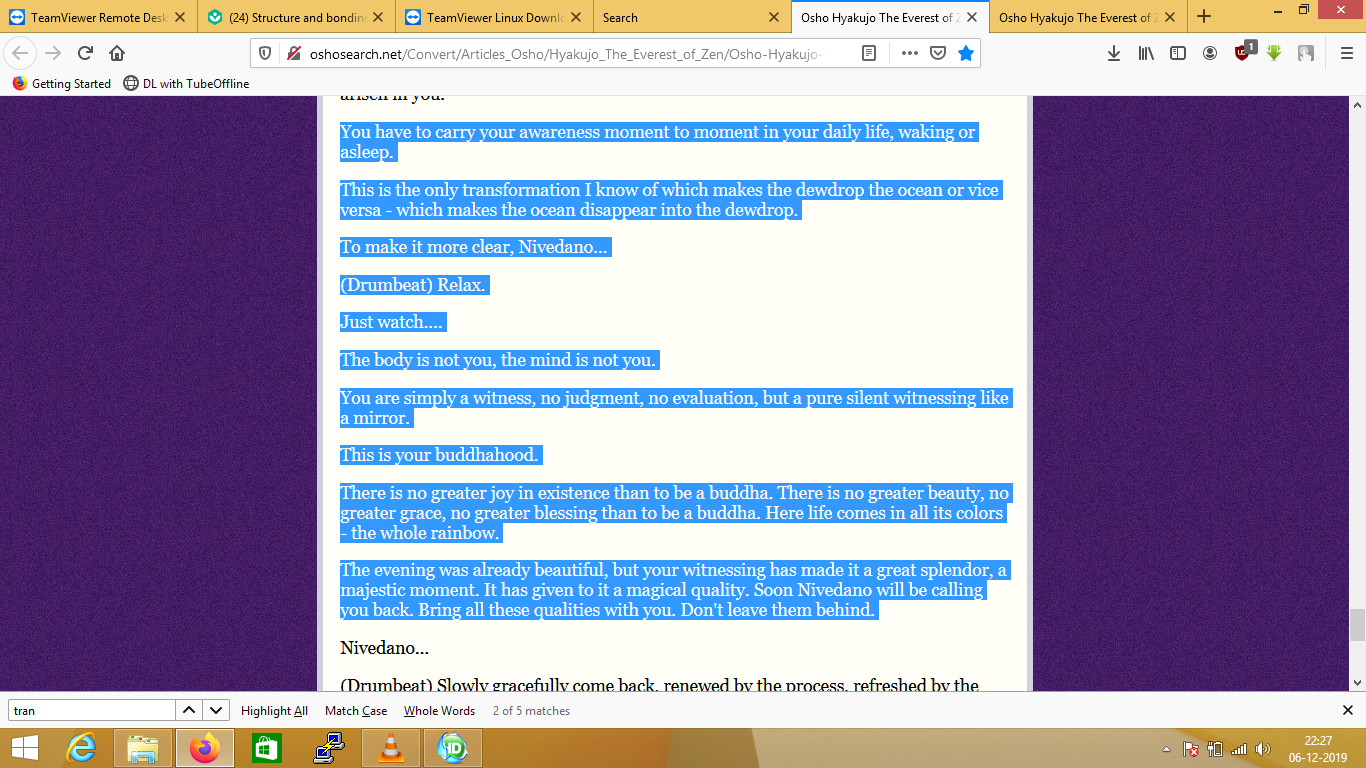 TeamViewer Remote Desk
(24) Structure and bonding
TeamViewer Linux Downlo
Search
Osho Hyakujo The Everest of Z
Osho Hyakujo The Everest of Z
oshosearch.net/Convert/Articles_Osho/Hyakujo_The_Everest_of_Zen/Osho-Hyakujo-
1
Getting Started
DL with TubeOffline
arisen in you.
You have to carry your awareness moment to moment in your daily life, waking or
asleep.
This is the only transformation I know of which makes the dewdrop the ocean or vice
versa - which makes the ocean disappear into the dewdrop.
To make it more clear, Nivedano...
(Drumbeat) Relax.
Just watch....
The body is not you, the mind is not you.
You are simply a witness, no judgment, no evaluation, but a pure silent witnessing like
a mirror.
This is your buddhahood.
There is no greater joy in existence than to be a buddha. There is no greater beauty, no
greater grace, no greater blessing than to be a buddha. Here life comes in all its colors
- the whole rainbow.
The evening was already beautiful, but your witnessing has made it a great splendor, a
majestic moment. It has given to it a magical quality. Soon Nivedano will be calling
you back. Bring all these qualities with you. Don't leave them behind.
Nivedano...
(Drumbeat) Slowly gracefully come back, renewed by the process, refreshed by the
tran
Highlight All Match Case Whole Words 2 of 5 matches
22:27
06-12-2019